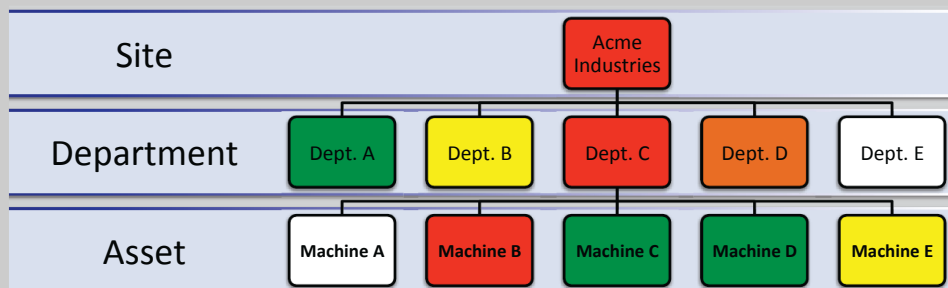 Site
Acme
Industries
Department
Dept. A
Dept. B
Dept. C
Dept. D
Dept. E
Asset
Machine A
Machine B
Machine C
Machine D
Machine E